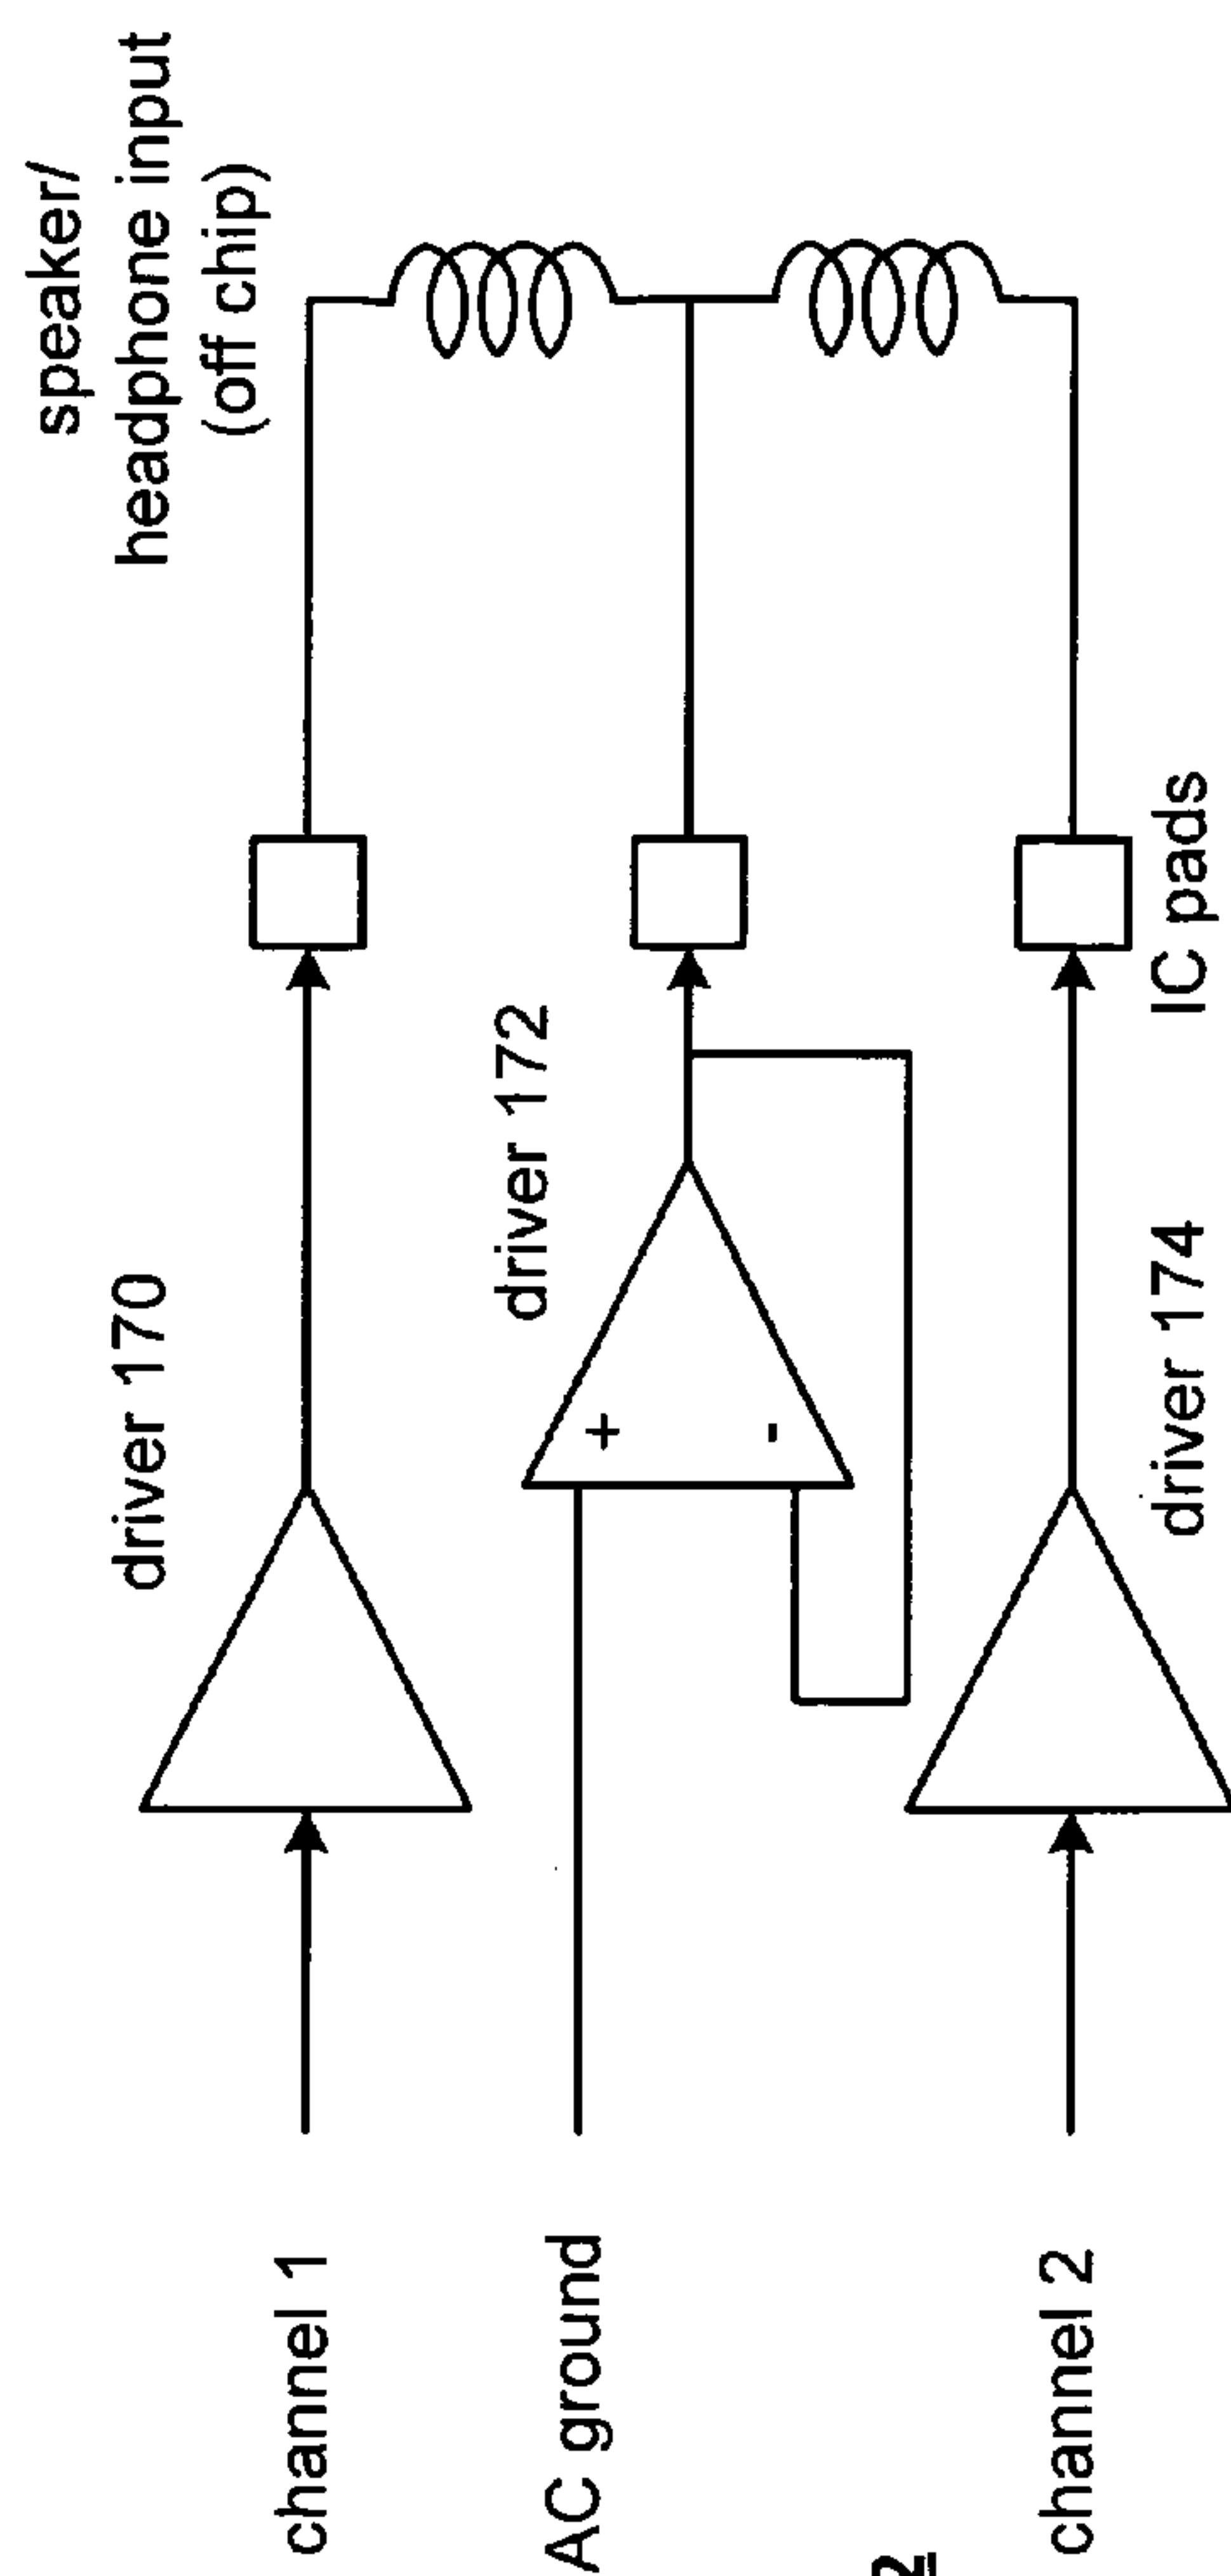 speaker/
headphone input
(off chip)
driver 170
channel 1
driver 172
+
-
AC ground
IC pads
driver 174
channel 2
2